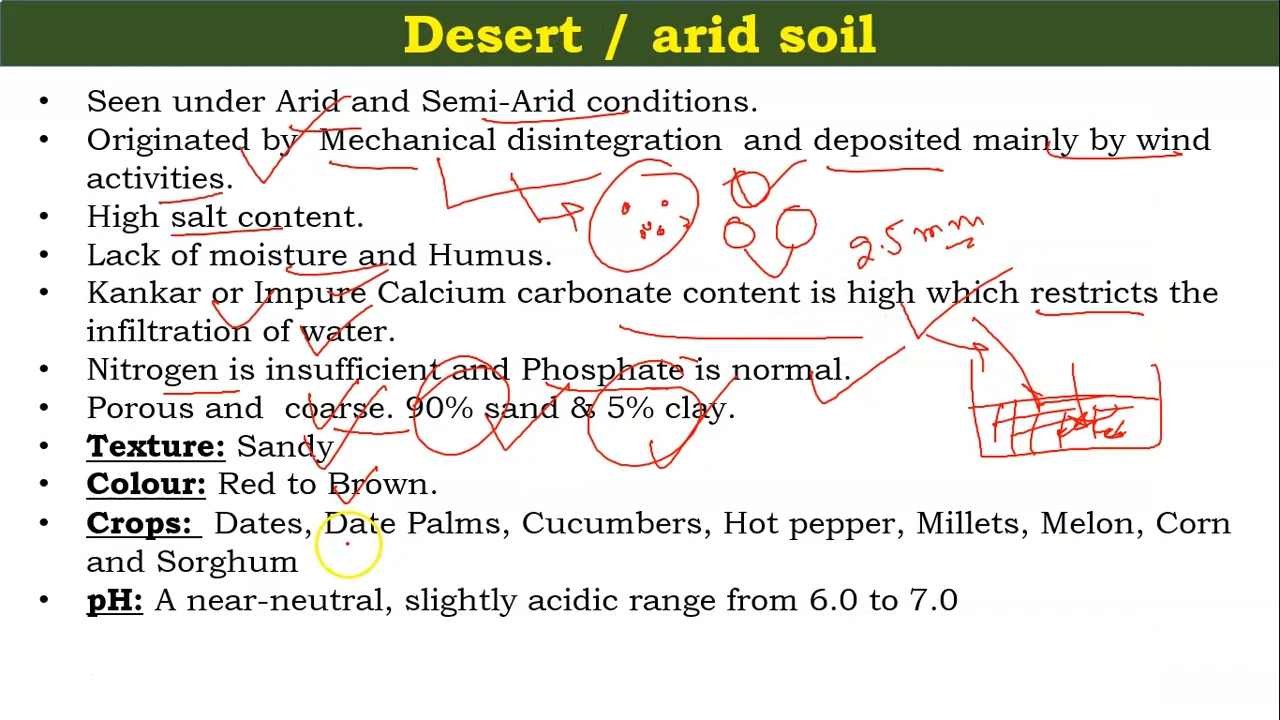 Desert / arid soil
• Seen under Arid and Semi-Arid conditions.
• Originated by Mechanical disintegration and deposited mainly by wind
activities.
• High salt content.
2.5 mm
• Lack of moisture and Humus.
• Kankar or Impure Calcium carbonate content is high which restricts the
infiltration of water.
• Nitrogen is insufficient and Phosphate is normal.
• Porous and coarse. 90% sand & 5% clay.
• Texture: Sandy
• Colour: Red to Brown.
• Crops: Dates, Date Palms, Cucumbers, Hot pepper, Millets, Melon, Corn
and Sorghum
• pH: A near-neutral, slightly acidic range from 6.0 to 7.0